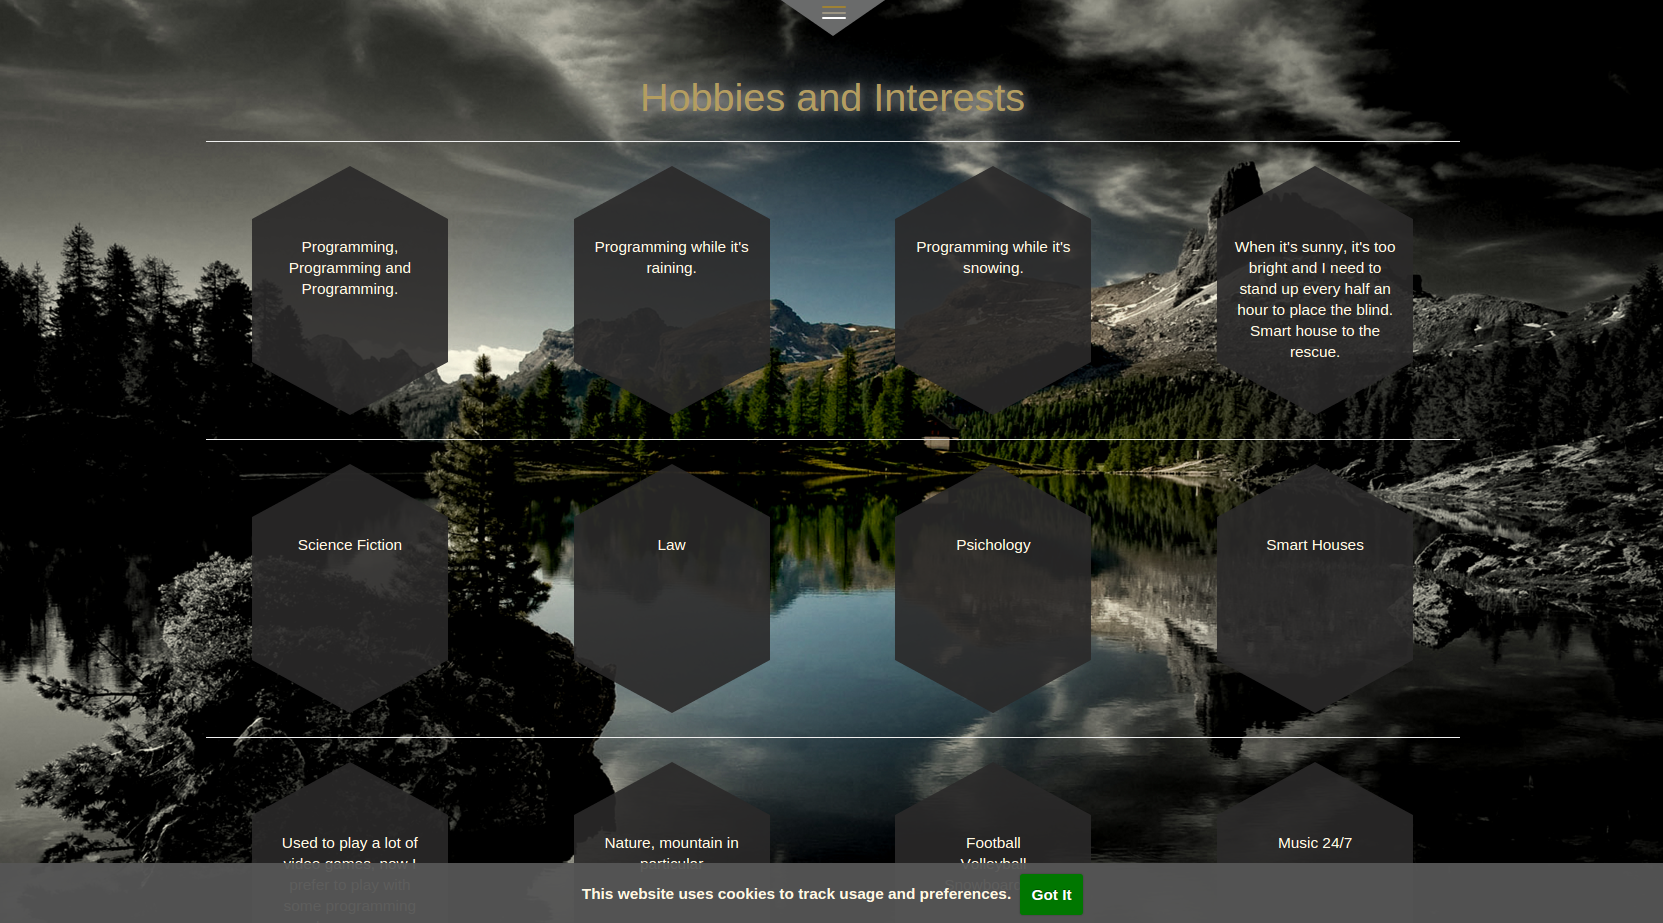 Hobbies and Interests
Programming,
Programming and
Programming.
Programming while it's
raining.
Programming while it's
snowing.
When it's sunny, it's too
bright and I need to
stand up every half an
hour to place the blind.
Smart house to the
rescue.
Science Fiction
Law
Psichology
Smart Houses
Used to play a lot of
video games, now I
prefer to play with
some programming
Nature, mountain in
particular
Football
Volleyball
Music 24/7
This website uses cookies to track usage and preferences.
Got It